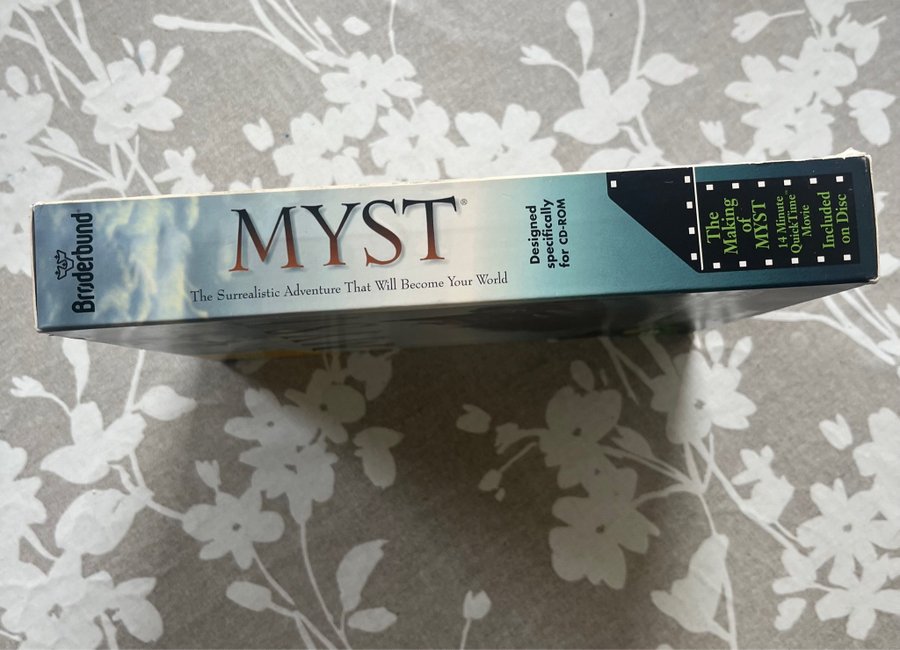 Brøderbund®
MYST®
The Surrealistic Adventure That Will Become Your World
Designed
specifically
for CD-ROM
The
Making
of
MYST
14 Minute
QuickTime™
Movie
Included
on Disc